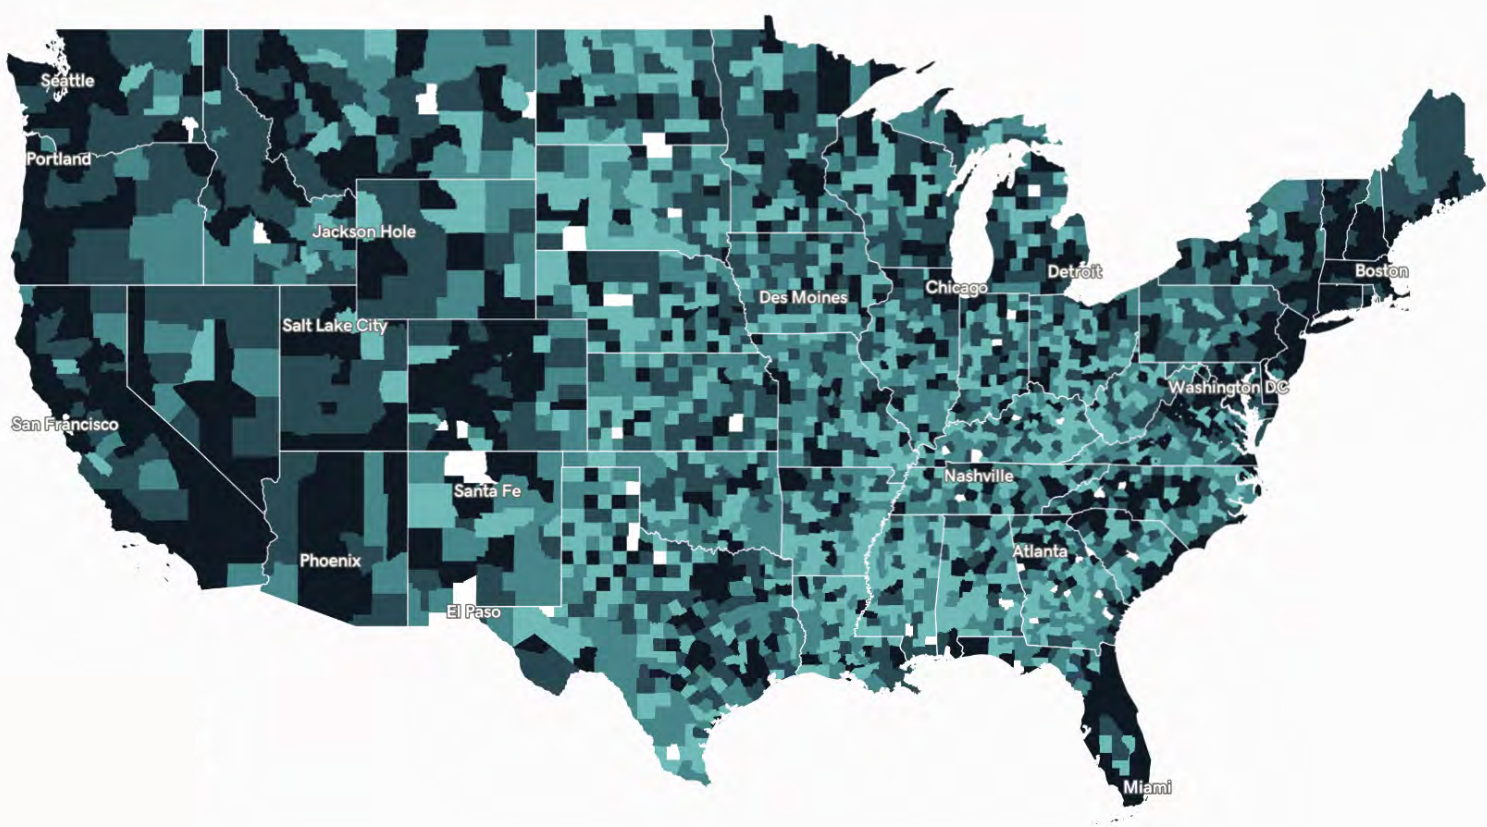 Seattle
Portland
Jackson Hole
Boston
Detroit
Chicago
Des Moines
Salt Lake City
Washington DC
San Francisco
Nashville
Santa Fe
Atlanta
Phoenix
El Paso
Miami